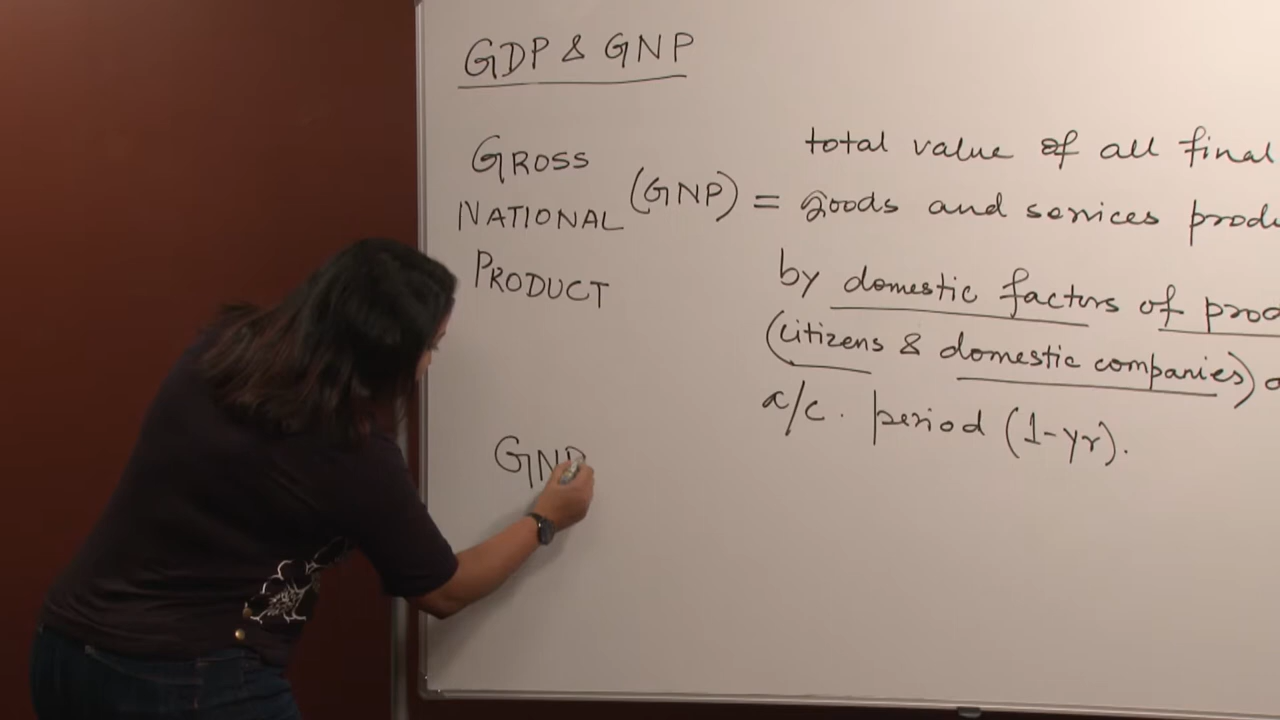 GDP & GNP
GROSS
NATIONAL
PRODUCT
(GNP) =
total value of all final
goods and services
by domestic factors of
(citizens & domestic companies)
a/c. period (1-yr).
GNP